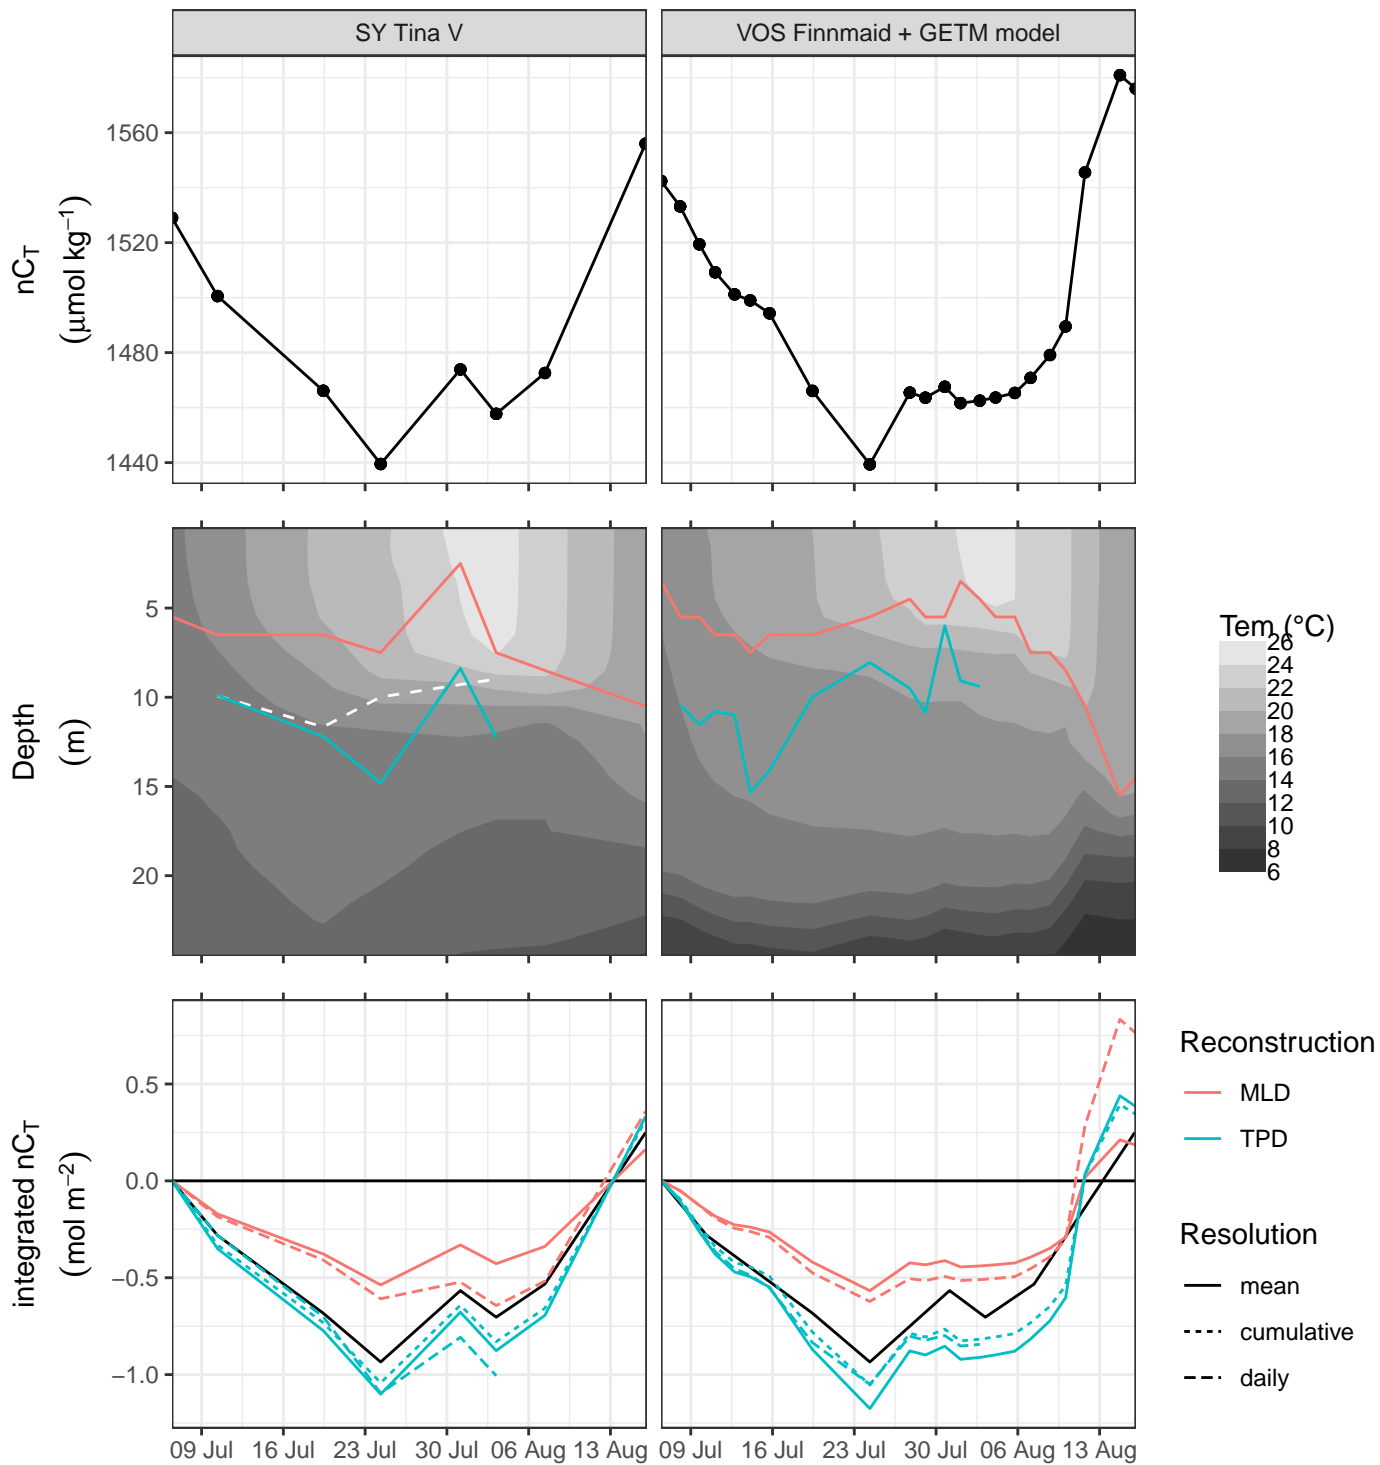 SY Tina V
VOS Finnmaid + GETM model
nC_T
(μmol kg⁻¹)
1560
1520
1480
1440
Depth
(m)
5
10
15
20
Tem (°C)
26
24
22
20
18
16
14
12
10
8
6
integrated nC_T
(mol m⁻²)
0.5
0.0
−0.5
−1.0
09 Jul 16 Jul 23 Jul 30 Jul 06 Aug 13 Aug
09 Jul 16 Jul 23 Jul 30 Jul 06 Aug 13 Aug
Reconstruction
MLD
TPD
Resolution
mean
cumulative
daily